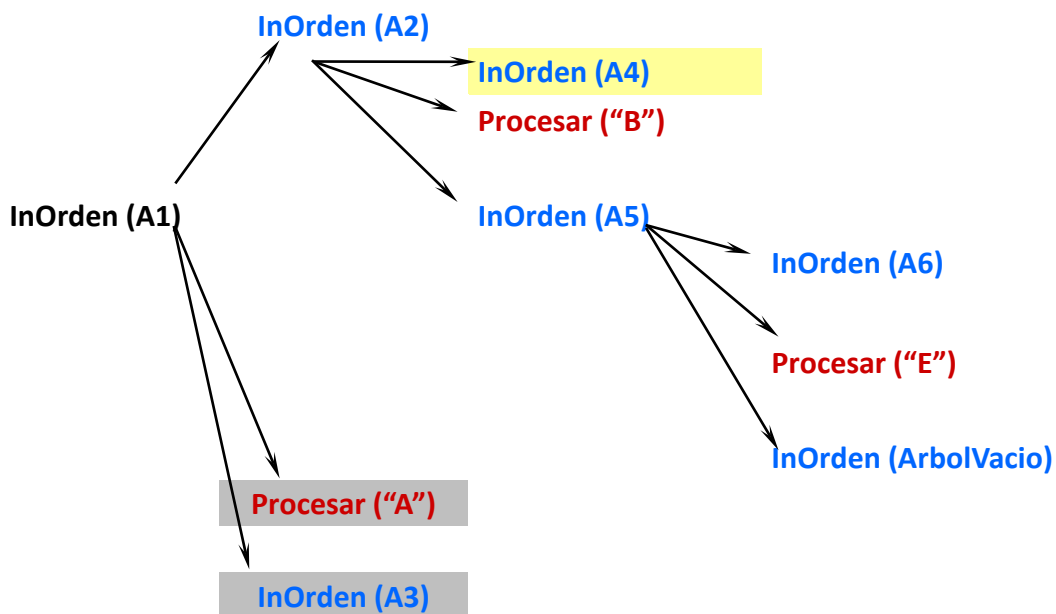 InOrden (A2)
InOrden (A4)
Procesar (“B”)
InOrden (A1)
InOrden (A5)
InOrden (A6)
Procesar (“E”)
InOrden (ArbolVacio)
Procesar (“A”)
InOrden (A3)